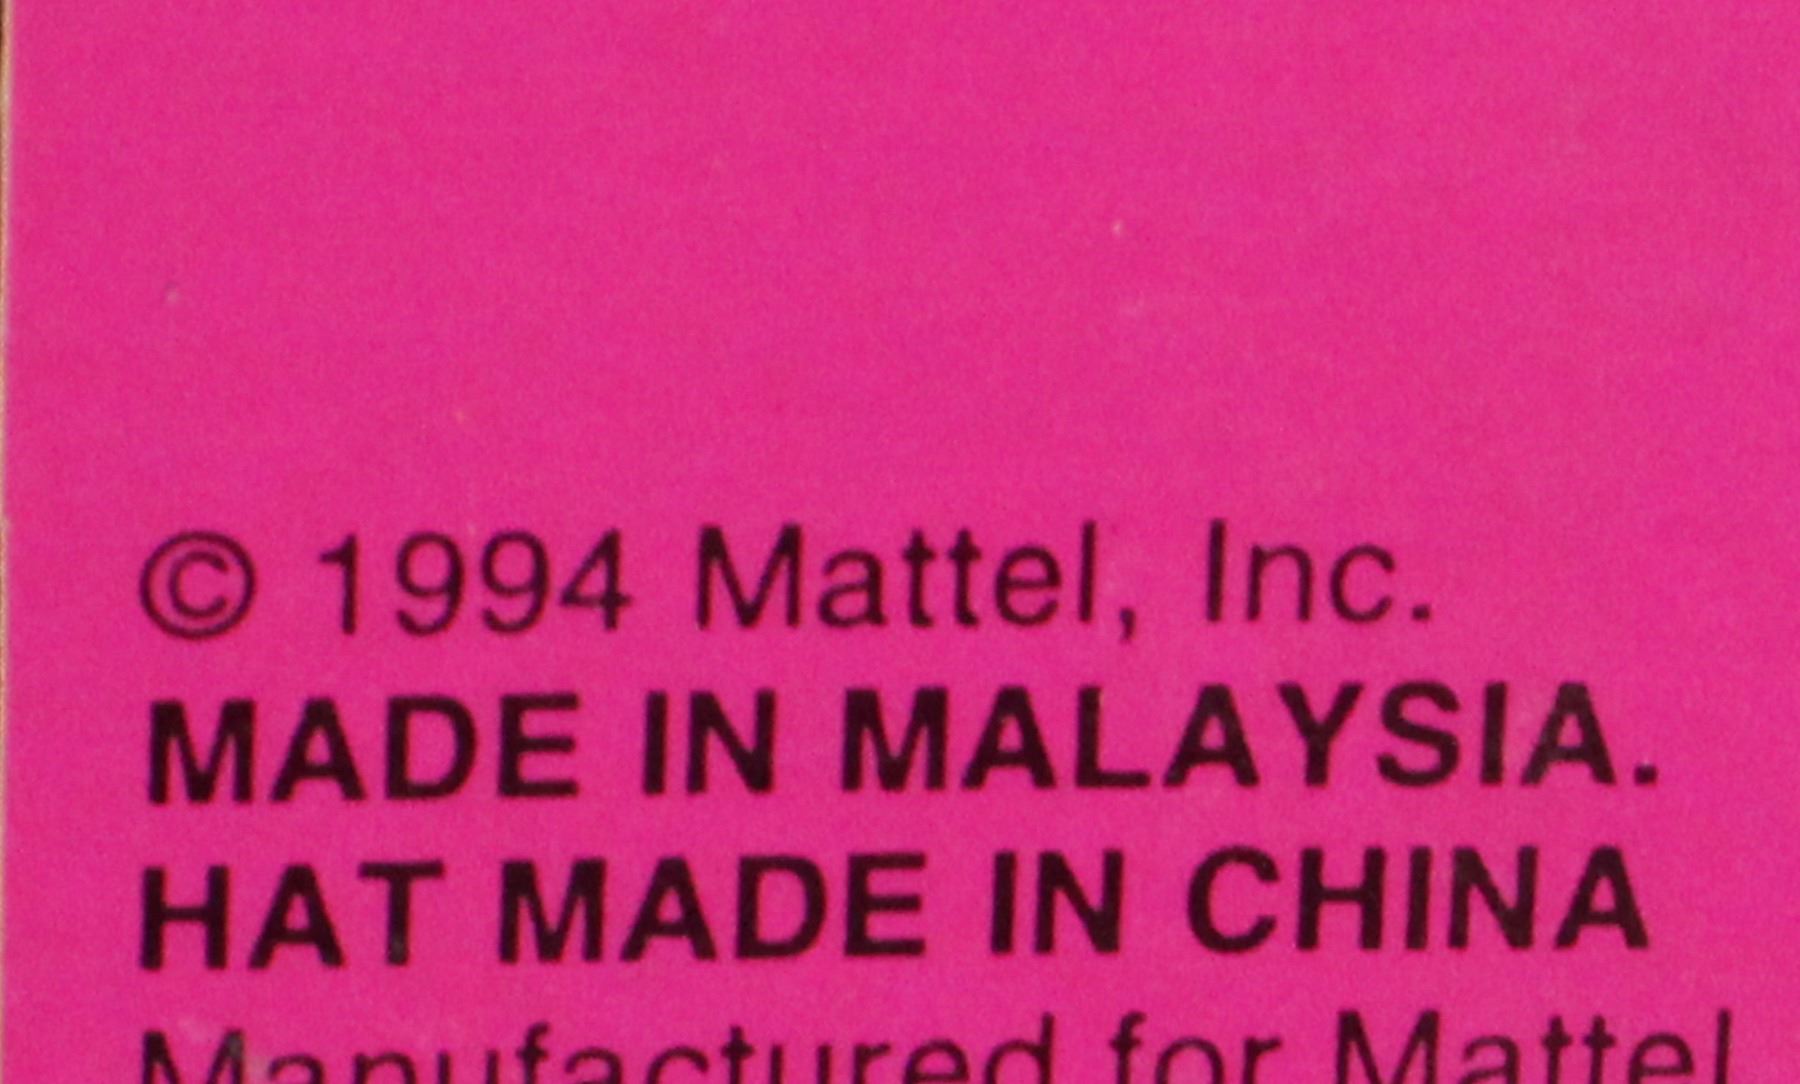 © 1994 Mattel, Inc.
MADE IN MALAYSIA.
HAT MADE IN CHINA
Manufactured for Mattel